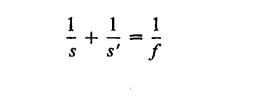 1/s + 1/s′ = 1/f